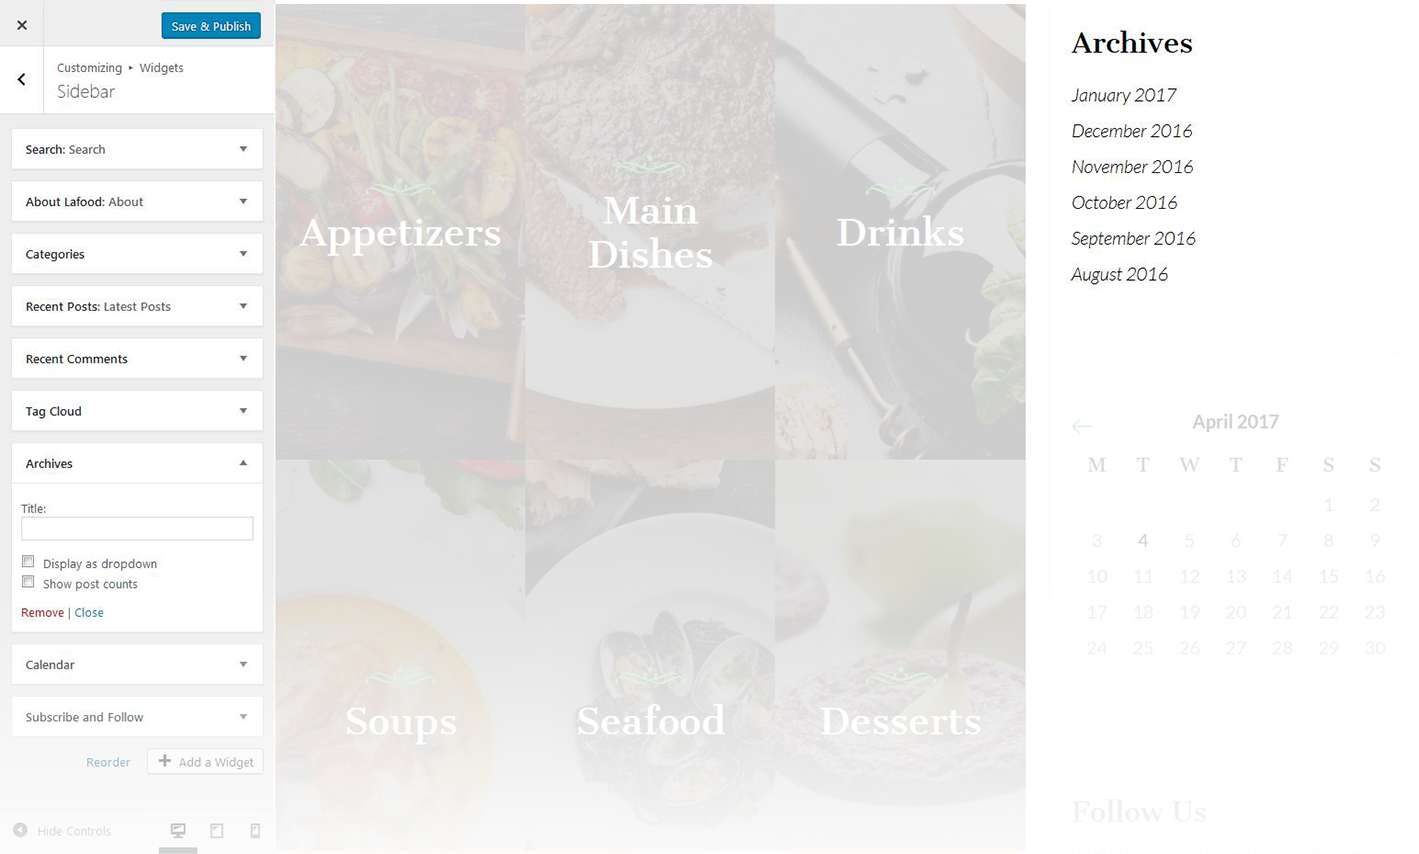 Save & Publish
Customizing ▸ Widgets
Sidebar
Search: Search
About Lafood: About
Categories
Recent Posts: Latest Posts
Recent Comments
Tag Cloud
Archives
Title:
Display as dropdown
Show post counts
Remove | Close
Calendar
Subscribe and Follow
Reorder
Add a Widget
Hide Controls
Appetizers
Main
Dishes
Drinks
Soups
Seafood
Desserts
Archives
January 2017
December 2016
November 2016
October 2016
September 2016
August 2016
April 2017
M T W T F S S
1 2
3 4 5 6 7 8 9
10 11 12 13 14 15 16
17 18 19 20 21 22 23
24 25 26 27 28 29 30
Follow Us